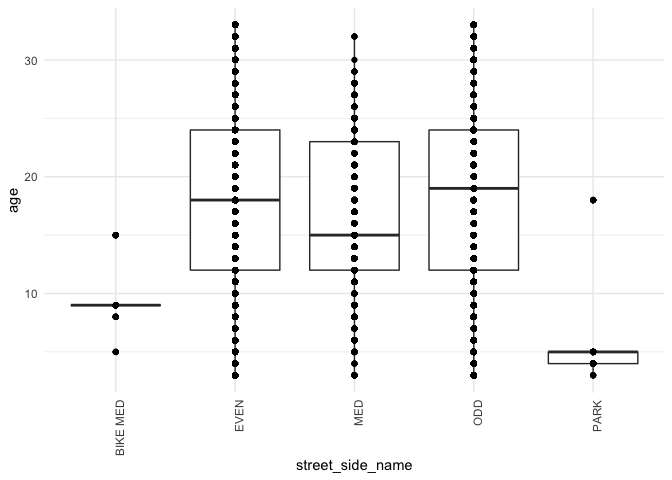 30
20
10
age
BIKE MED
EVEN
MED
ODD
PARK
street_side_name